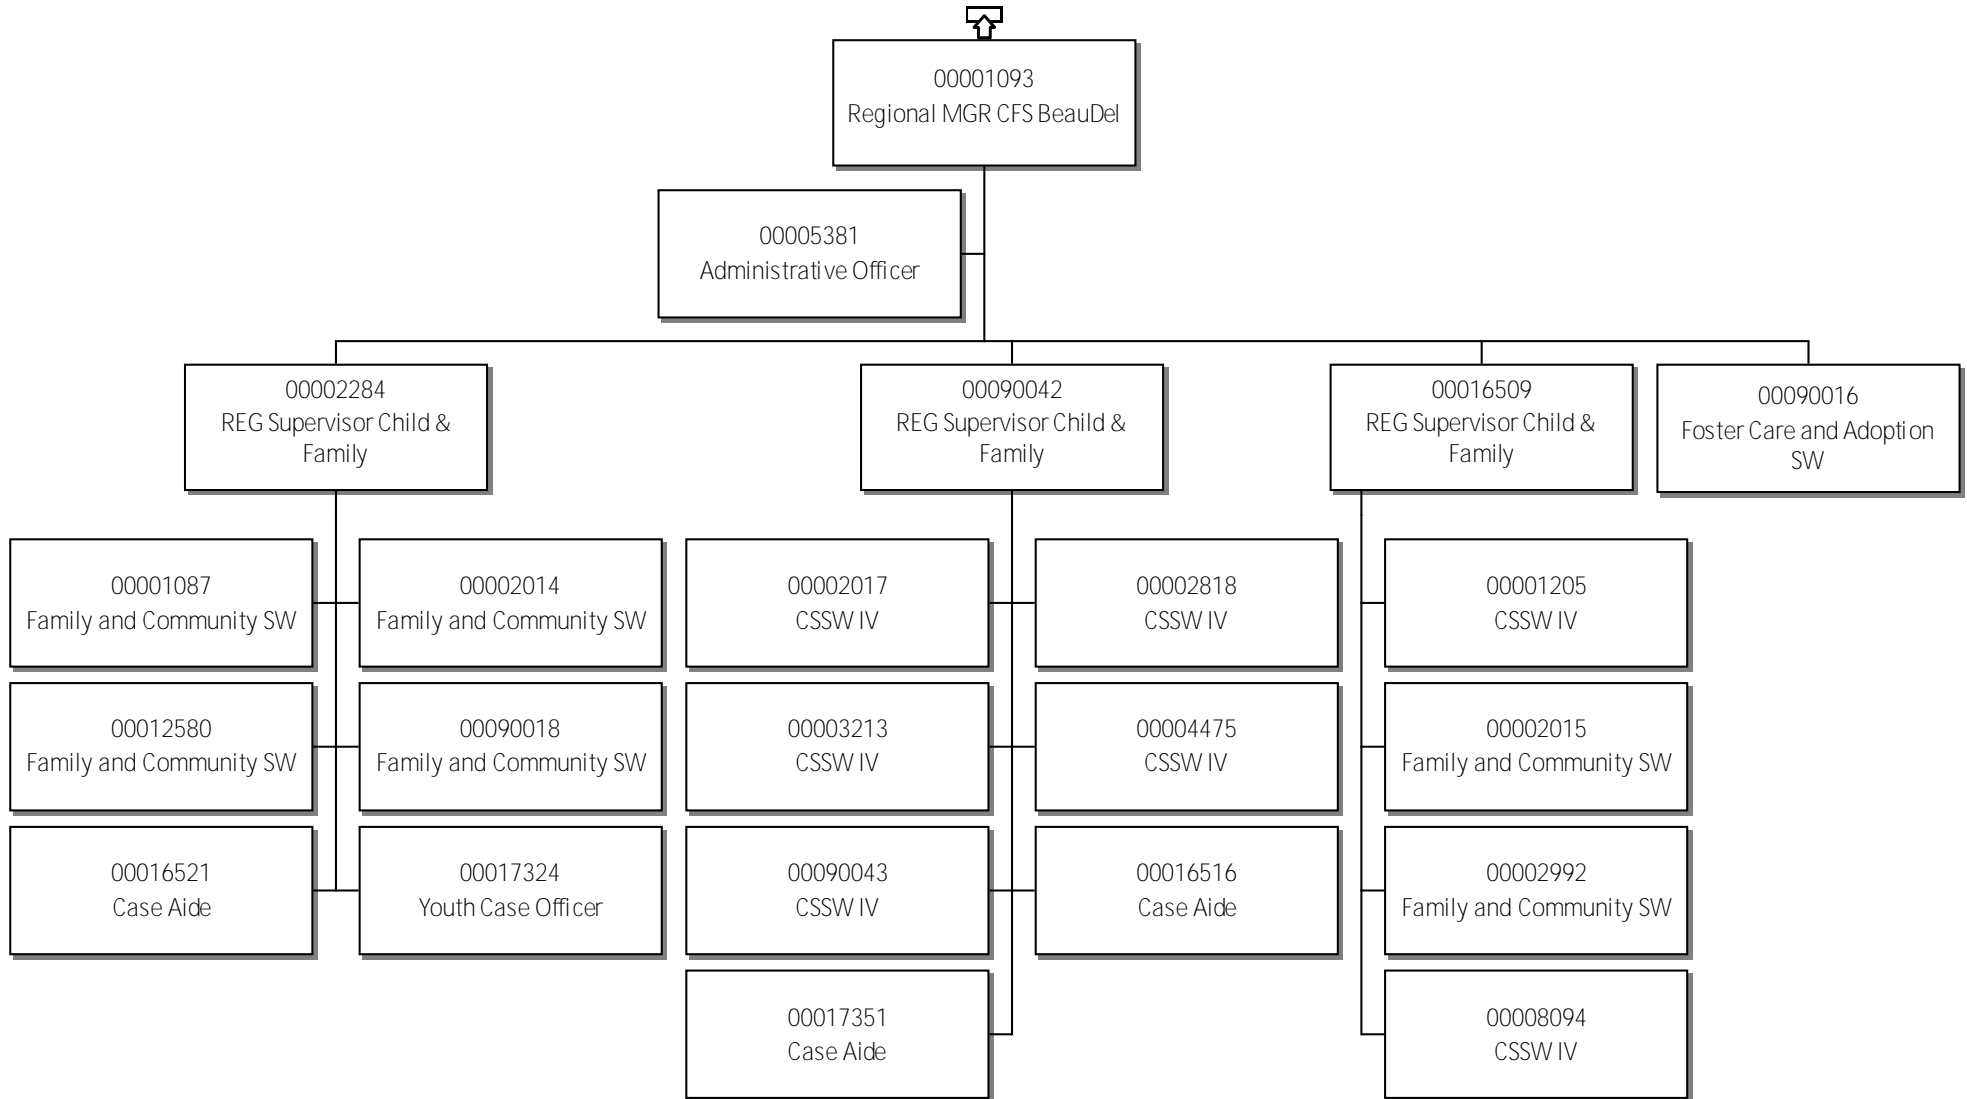 00001093
Regional MGR CFS BeauDel
00005381
Administrative Officer
00002284
REG Supervisor Child &
Family
00090042
REG Supervisor Child &
Family
00016509
REG Supervisor Child &
Family
00090016
Foster Care and Adoption
SW
00001087
Family and Community SW
00002014
Family and Community SW
00002017
CSSW IV
00002818
CSSW IV
00001205
CSSW IV
00012580
Family and Community SW
00090018
Family and Community SW
00003213
CSSW IV
00004475
CSSW IV
00002015
Family and Community SW
00016521
Case Aide
00017324
Youth Case Officer
00090043
CSSW IV
00016516
Case Aide
00002992
Family and Community SW
00017351
Case Aide
00008094
CSSW IV